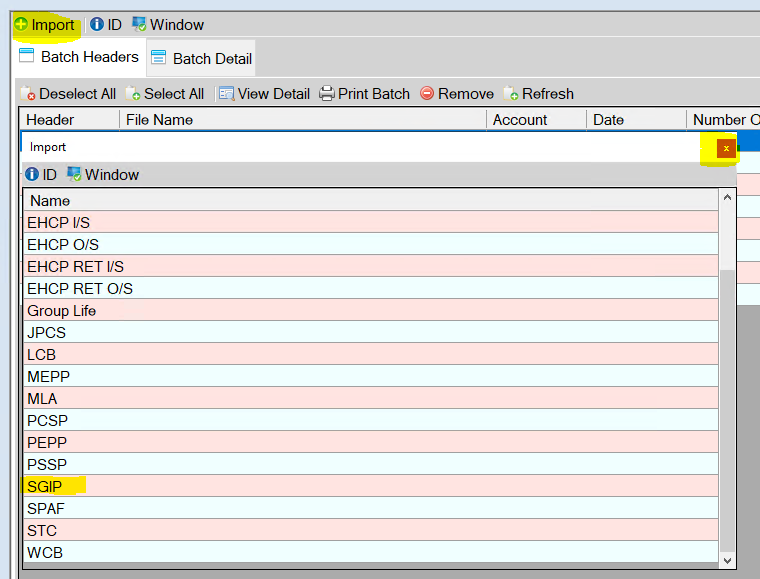 Import ID Window
Batch Headers Batch Detail
Deselect All Select All View Detail Print Batch Remove Refresh
Header File Name Account Date Number O
Import x
ID Window
Name
EHCP I/S
EHCP O/S
EHCP RET I/S
EHCP RET O/S
Group Life
JPCS
LCB
MEPP
MLA
PCSP
PEPP
PSSP
SGIP
SPAF
STC
WCB